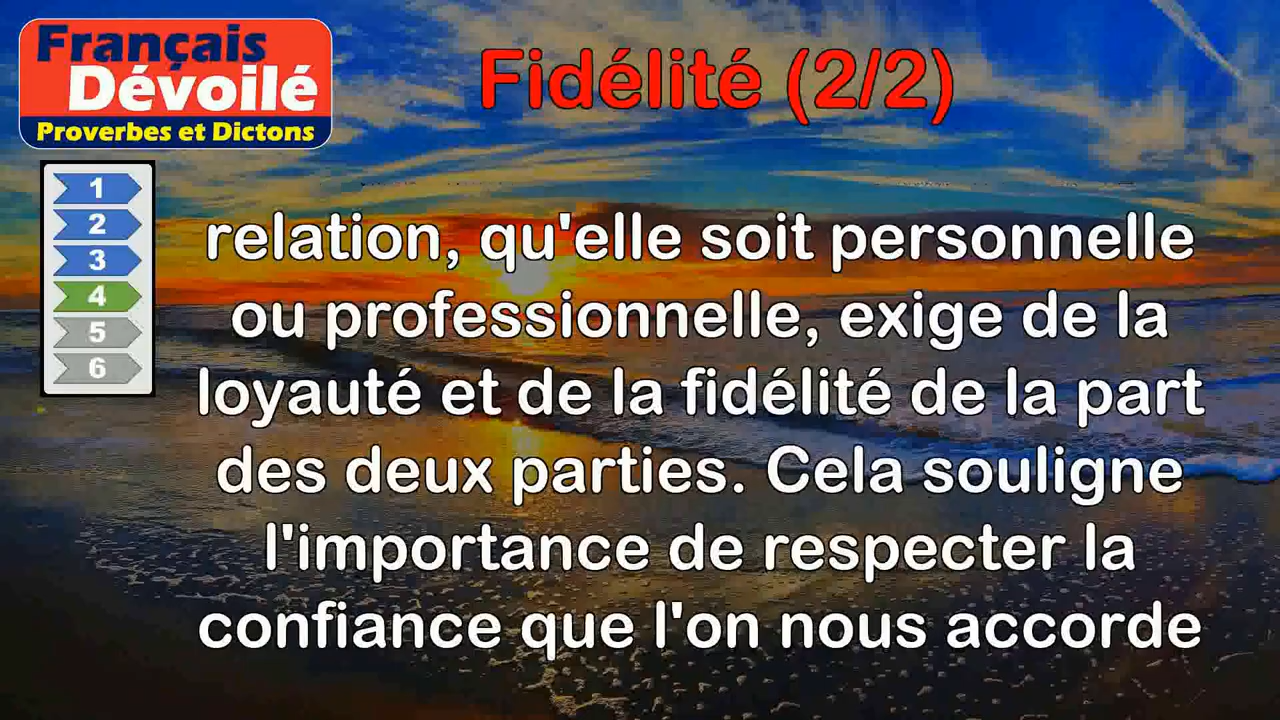 Français
Dévoilé
Proverbes et Dictons
Fidélité (2/2)
1
2
3
4
5
6
relation, qu'elle soit personnelle
ou professionnelle, exige de la
loyauté et de la fidélité de la part
des deux parties. Cela souligne
l'importance de respecter la
confiance que l'on nous accorde